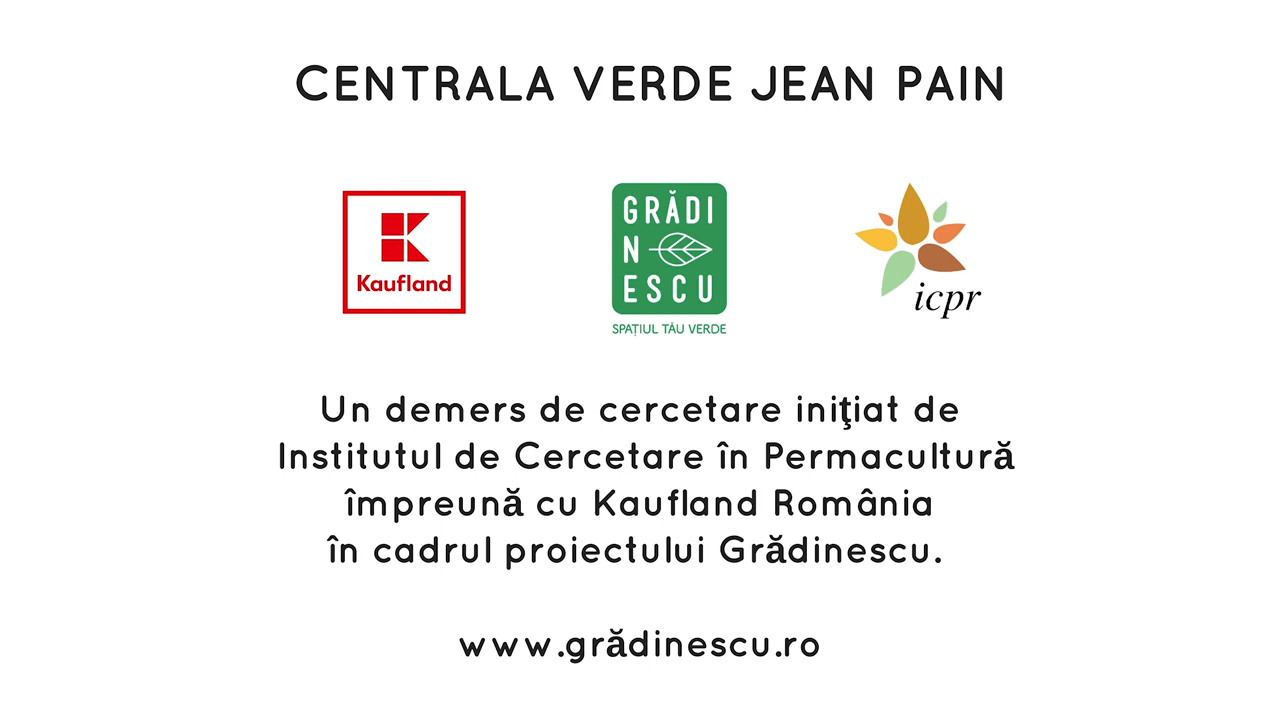 CENTRALA VERDE JEAN PAIN
Kaufland
GRĂDI
N
ESCU
SPAȚIUL TĂU VERDE
icpr
Un demers de cercetare iniţiat de
Institutul de Cercetare în Permacultură
împreună cu Kaufland România
în cadrul proiectului Grădinescu.
www.grădinescu.ro